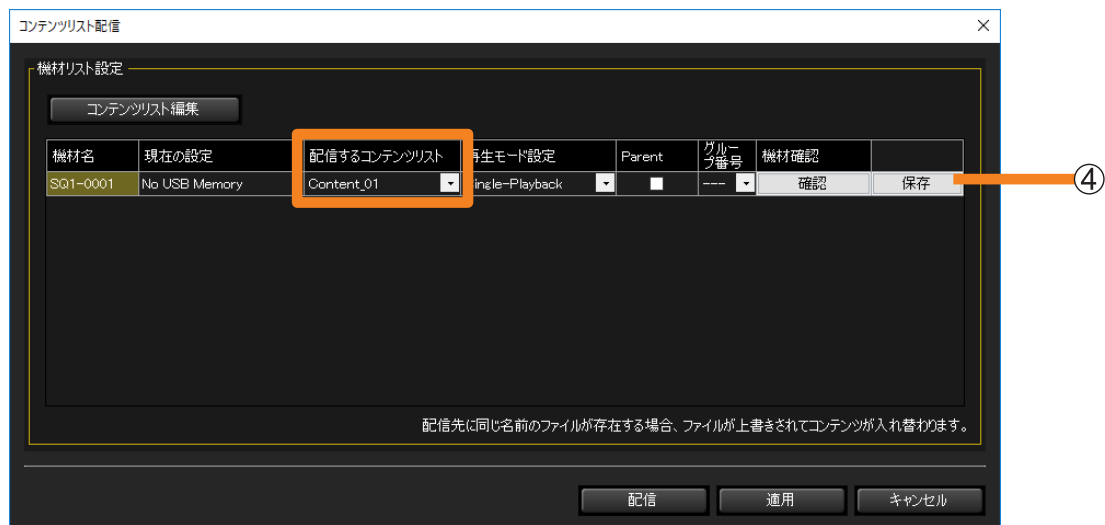 コンテンツリスト配信
機材リスト設定
コンテンツリスト編集
機材名 現在の設定 配信するコンテンツリスト 再生モード設定 Parent グループ番号 機材確認
SQ1-0001 No USB Memory Content_01 ingle-Playback --- 確認 保存 ④
配信先に同じ名前のファイルが存在する場合、ファイルが上書きされてコンテンツが入れ替わります。
配信 適用 キャンセル